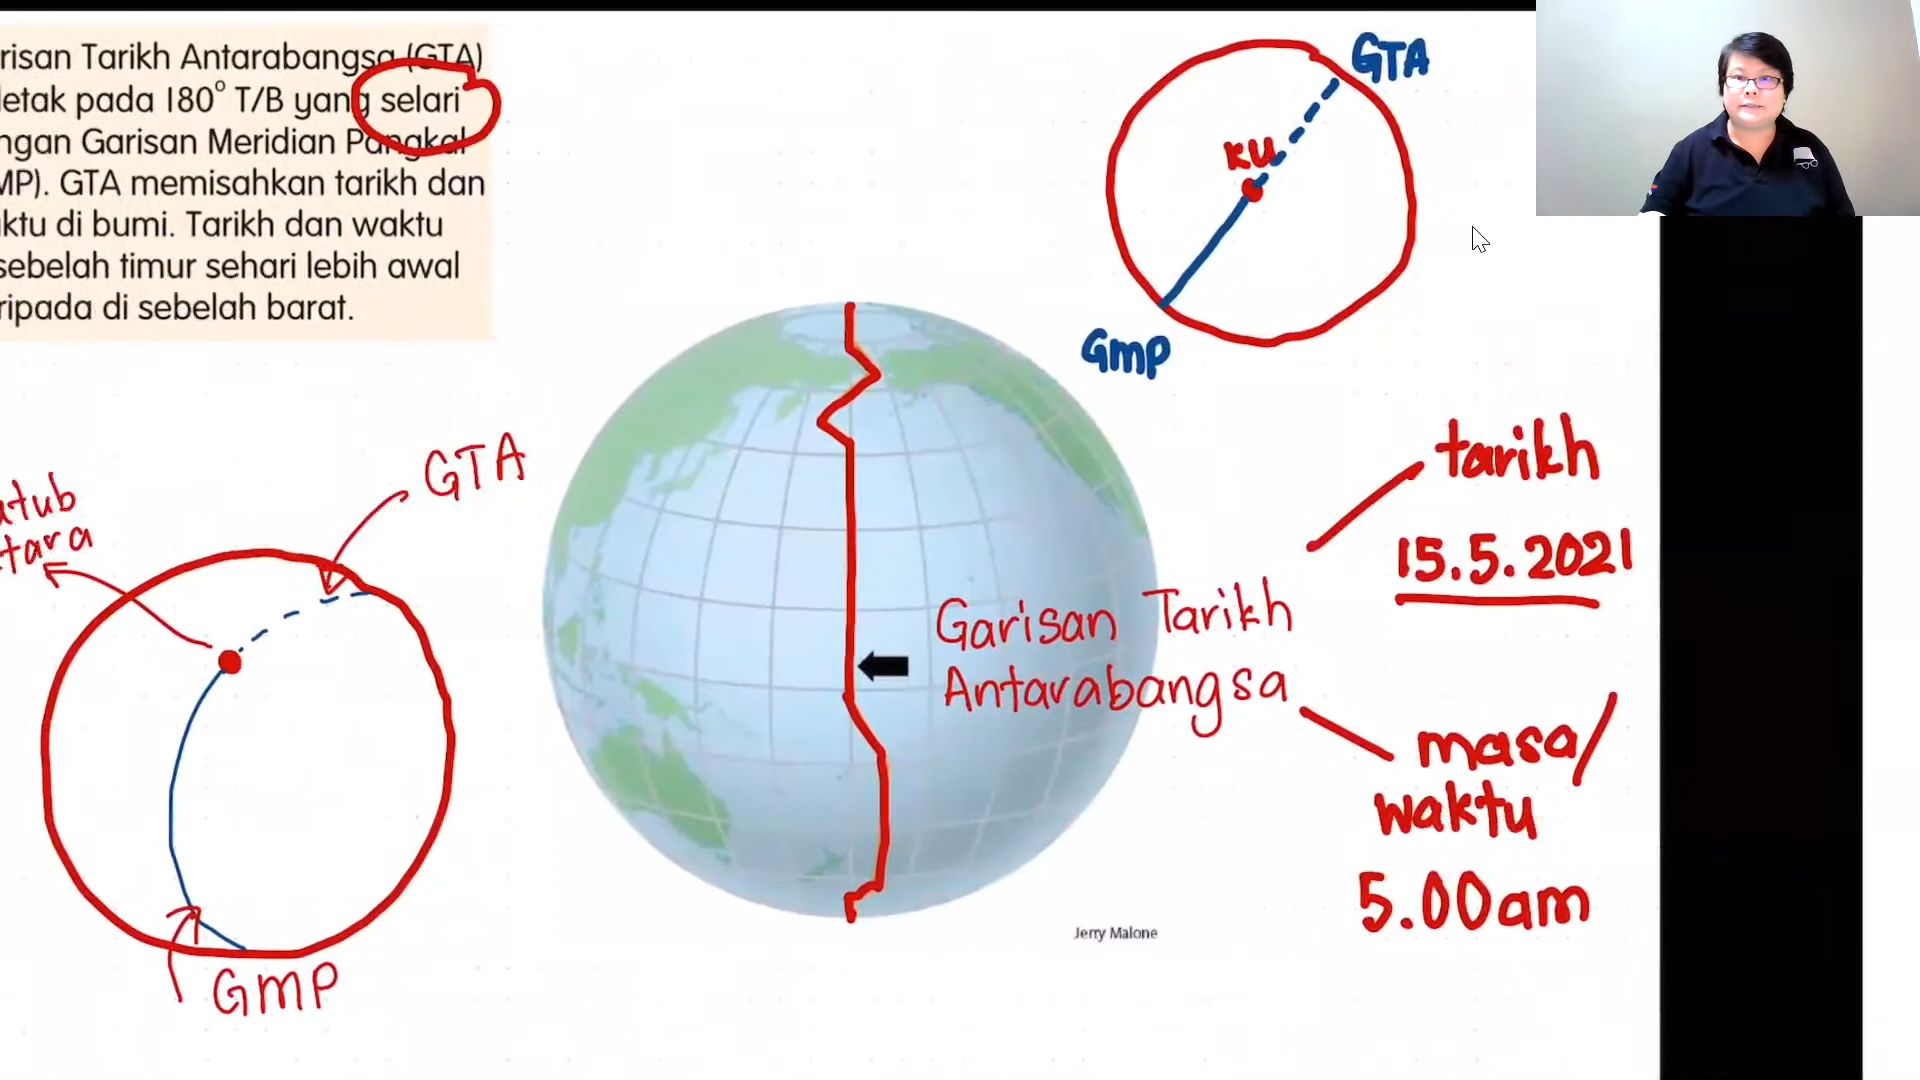 risan Tarikh Antarabangsa (GTA)
letak pada 180° T/B yang selari
ngan Garisan Meridian Pangkal
MP). GTA memisahkan tarikh dan
ktu di bumi. Tarikh dan waktu
sebelah timur sehari lebih awal
ripada di sebelah barat.
GTA
KU
Gmp
GTA
atub
tara
GMP
Garisan Tarikh
Antarabangsa
tarikh
15.5.2021
masa/
waktu
5.00am
Jerry Malone